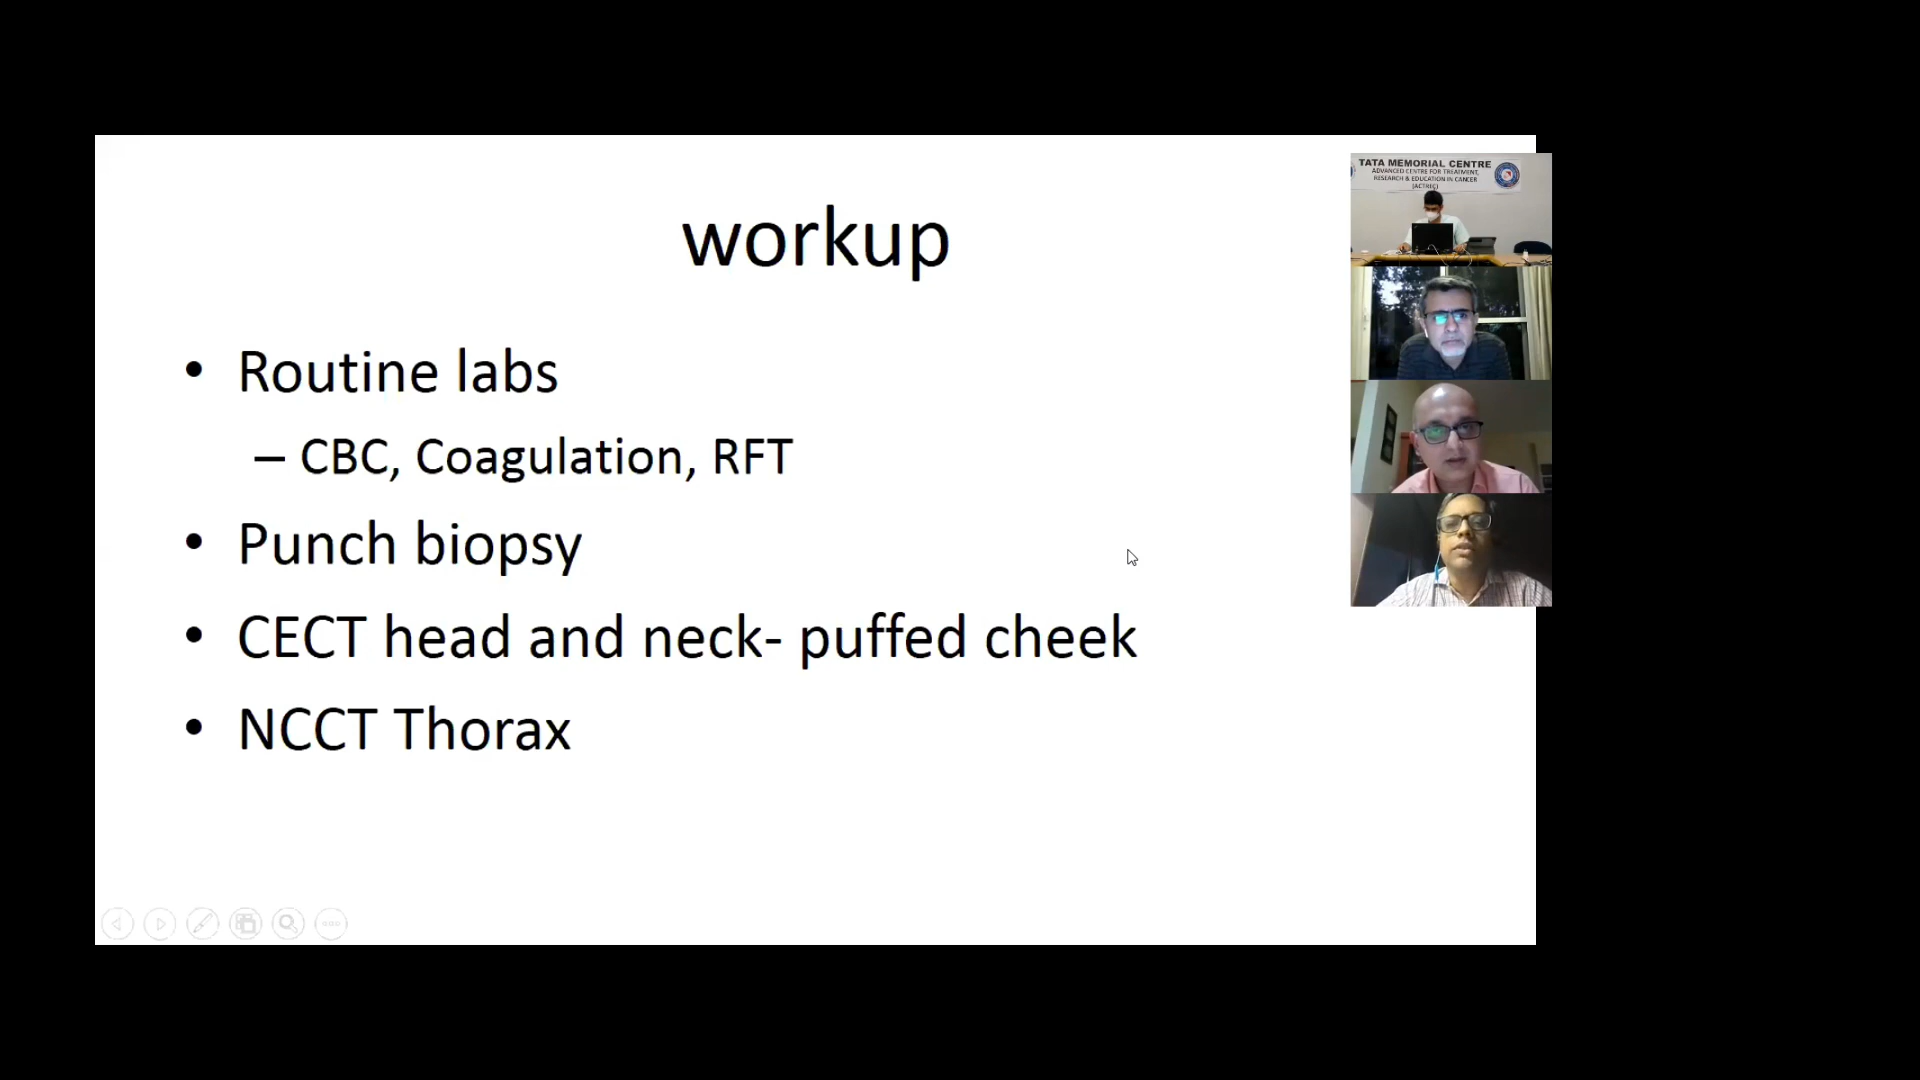 workup
• Routine labs
– CBC, Coagulation, RFT
• Punch biopsy
• CECT head and neck- puffed cheek
• NCCT Thorax
TATA MEMORIAL CENTRE
ADVANCED CENTRE FOR TREATMENT,
RESEARCH & EDUCATION IN CANCER
(ACTREC)